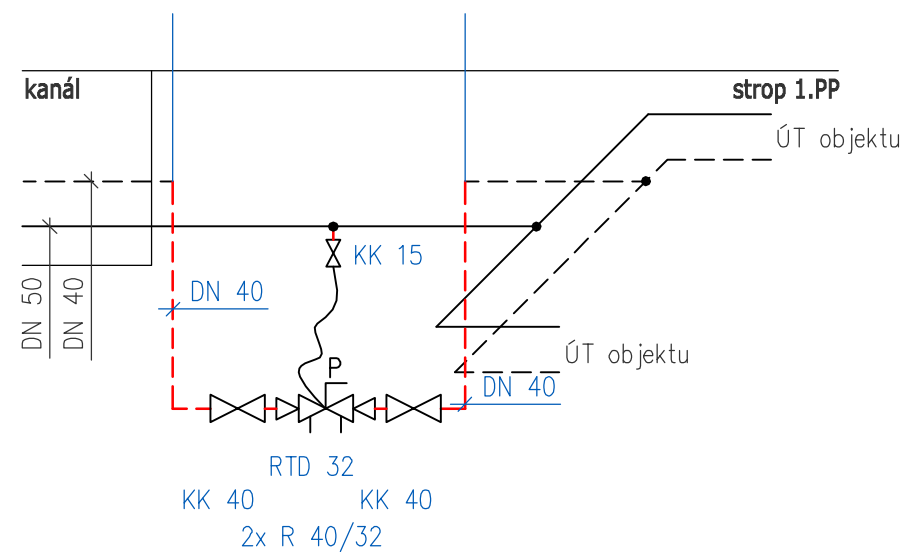 kanál
strop 1.PP
ÚT objektu
KK 15
DN 50
DN 40
DN 40
ÚT objektu
P
DN 40
RTD 32
KK 40
KK 40
2x R 40/32